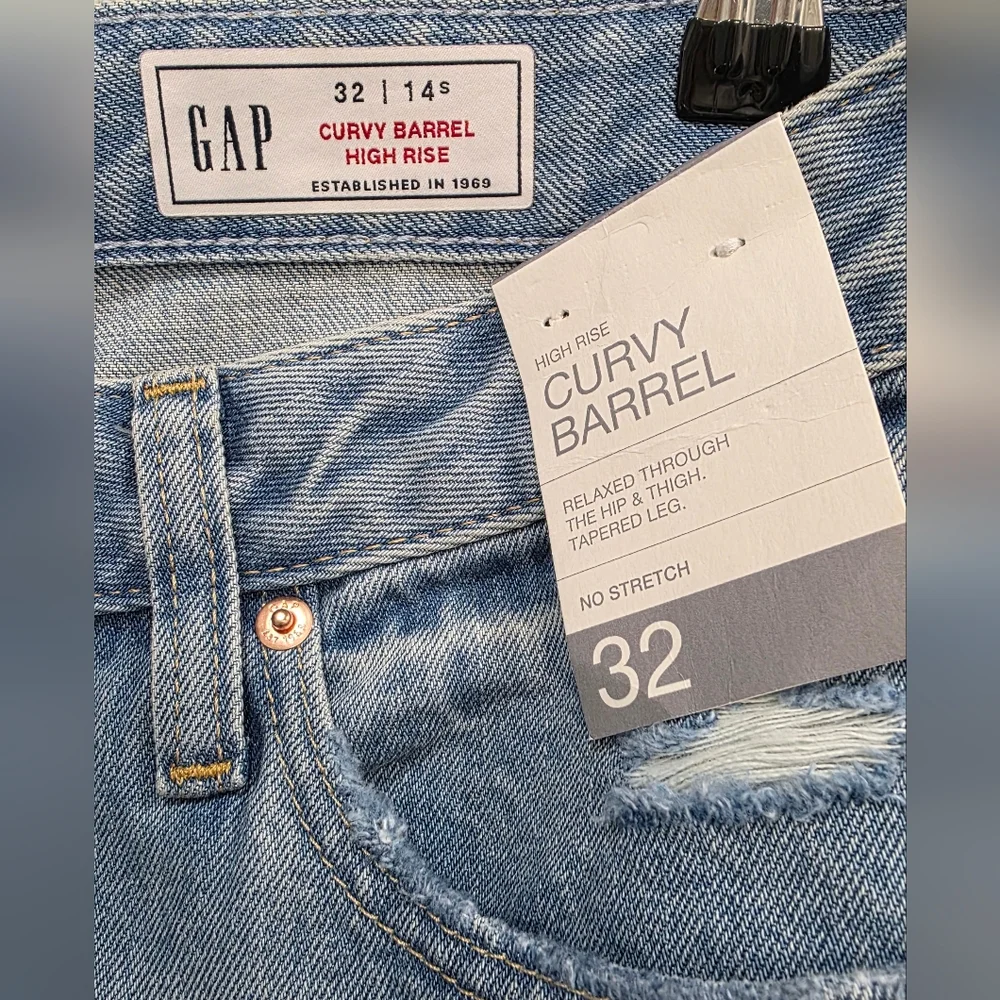 GAP
32 | 14s
CURVY BARREL
HIGH RISE
ESTABLISHED IN 1969
HIGH RISE
CURVY
BARREL
RELAXED THROUGH
THE HIP & THIGH.
TAPERED LEG.
NO STRETCH
32
GAP